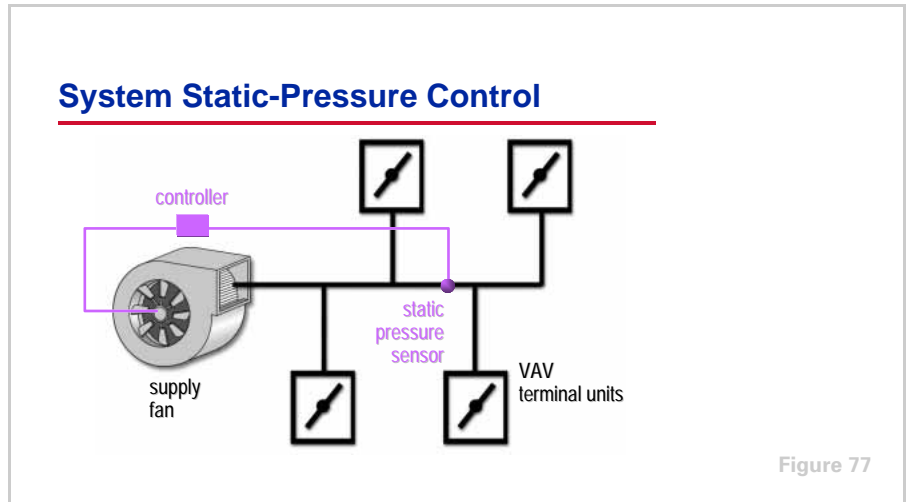 System Static-Pressure Control
controller
static
pressure
sensor
supply
fan
VAV
terminal units
Figure 77